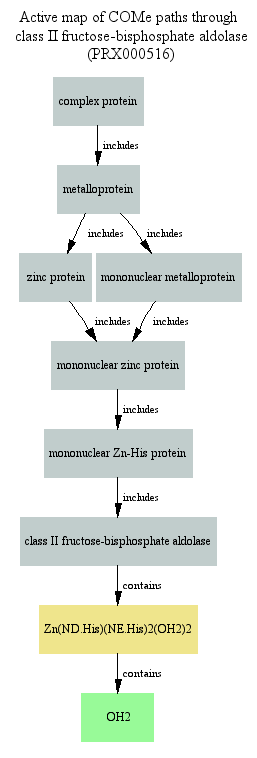 Active map of COMe paths through
class II fructose-bisphosphate aldolase
(PRX000516)
complex protein
includes
metalloprotein
includes includes
zinc protein mononuclear metalloprotein
includes includes
mononuclear zinc protein
includes
mononuclear Zn-His protein
includes
class II fructose-bisphosphate aldolase
contains
Zn(ND.His)(NE.His)2(OH2)2
contains
OH2